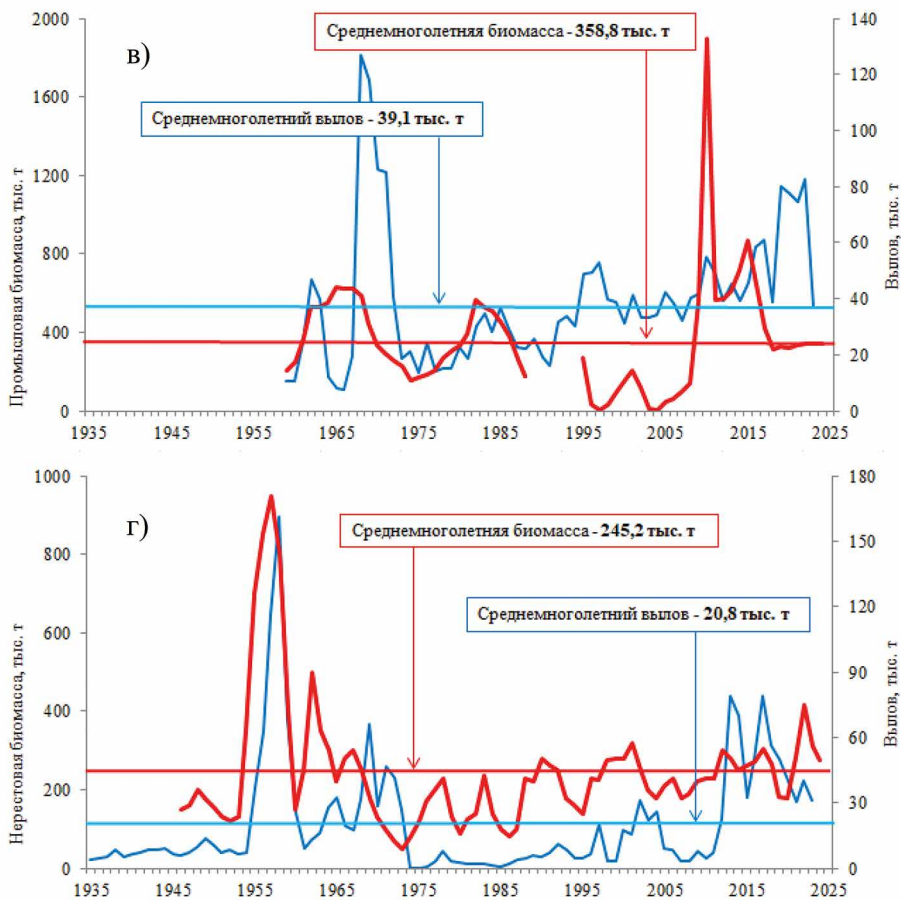 в)
Среднемноголетняя биомасса - 358,8 тыс. т
Среднемноголетний вылов - 39,1 тыс. т
Промысловая биомасса, тыс. т
2000
1600
1200
800
400
0
Вылов, тыс. т
140
120
100
80
60
40
20
0
1935 1945 1955 1965 1975 1985 1995 2005 2015 2025
г)
Среднемноголетняя биомасса - 245,2 тыс. т
Среднемноголетний вылов - 20,8 тыс. т
Нерестовая биомасса, тыс. т
1000
800
600
400
200
0
Вылов, тыс. т
180
150
120
90
60
30
0
1935 1945 1955 1965 1975 1985 1995 2005 2015 2025